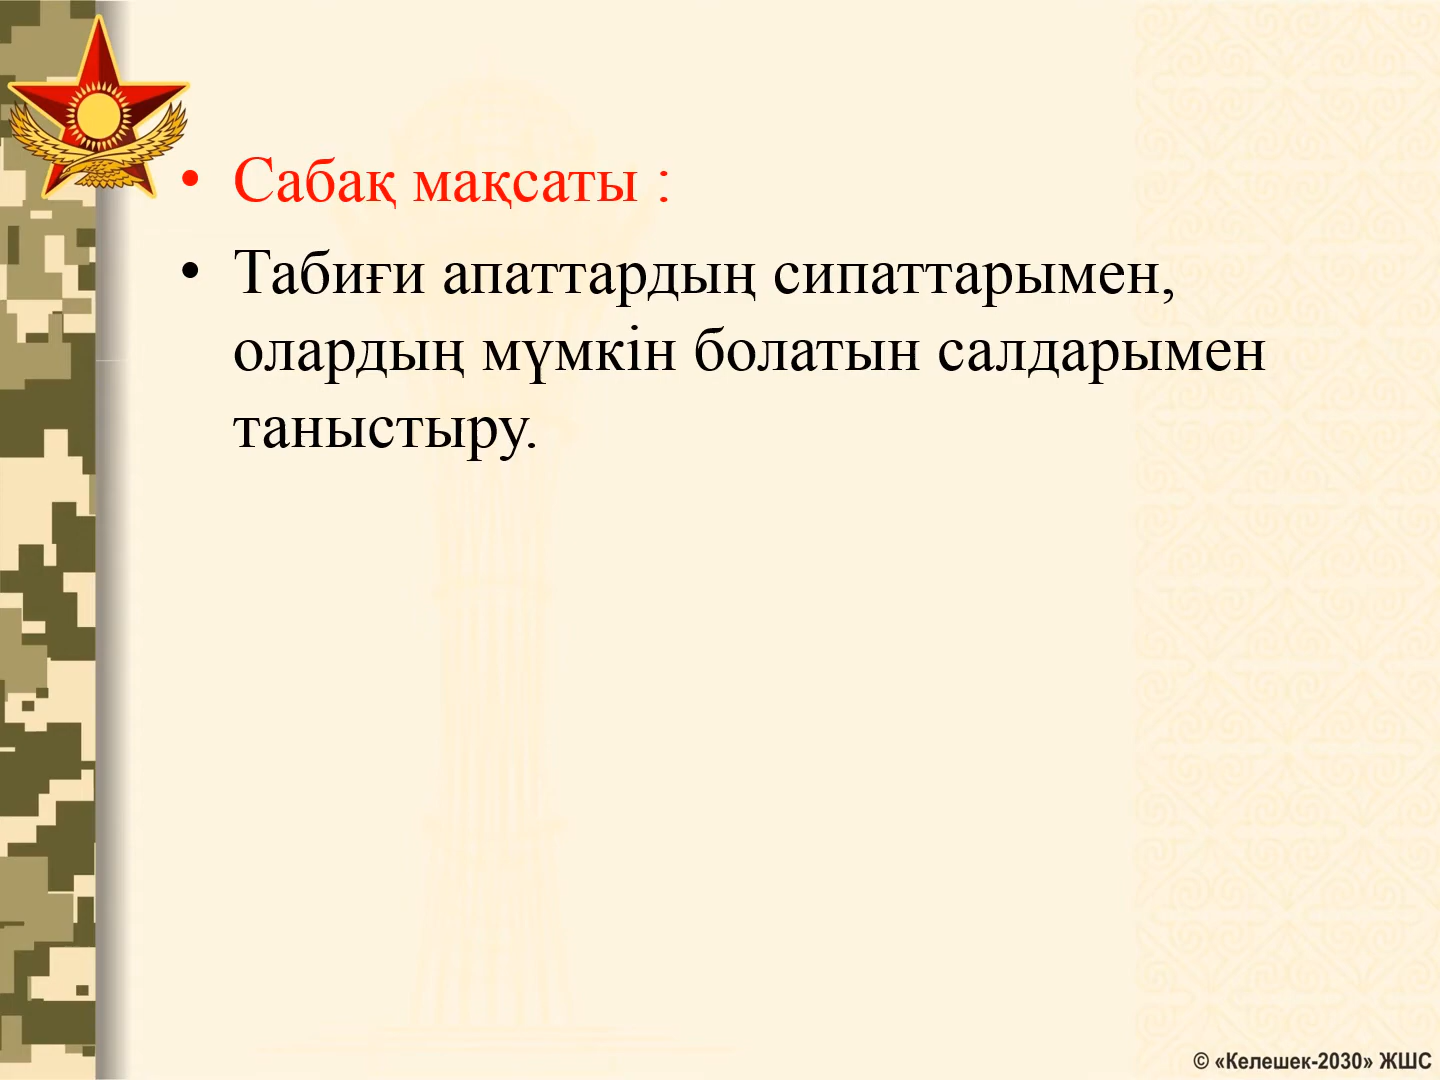 • Сабақ мақсаты :
• Табиғи апаттардың сипаттарымен,
олардың мүмкін болатын салдарымен
таныстыру.
© «Келешек-2030» ЖШС